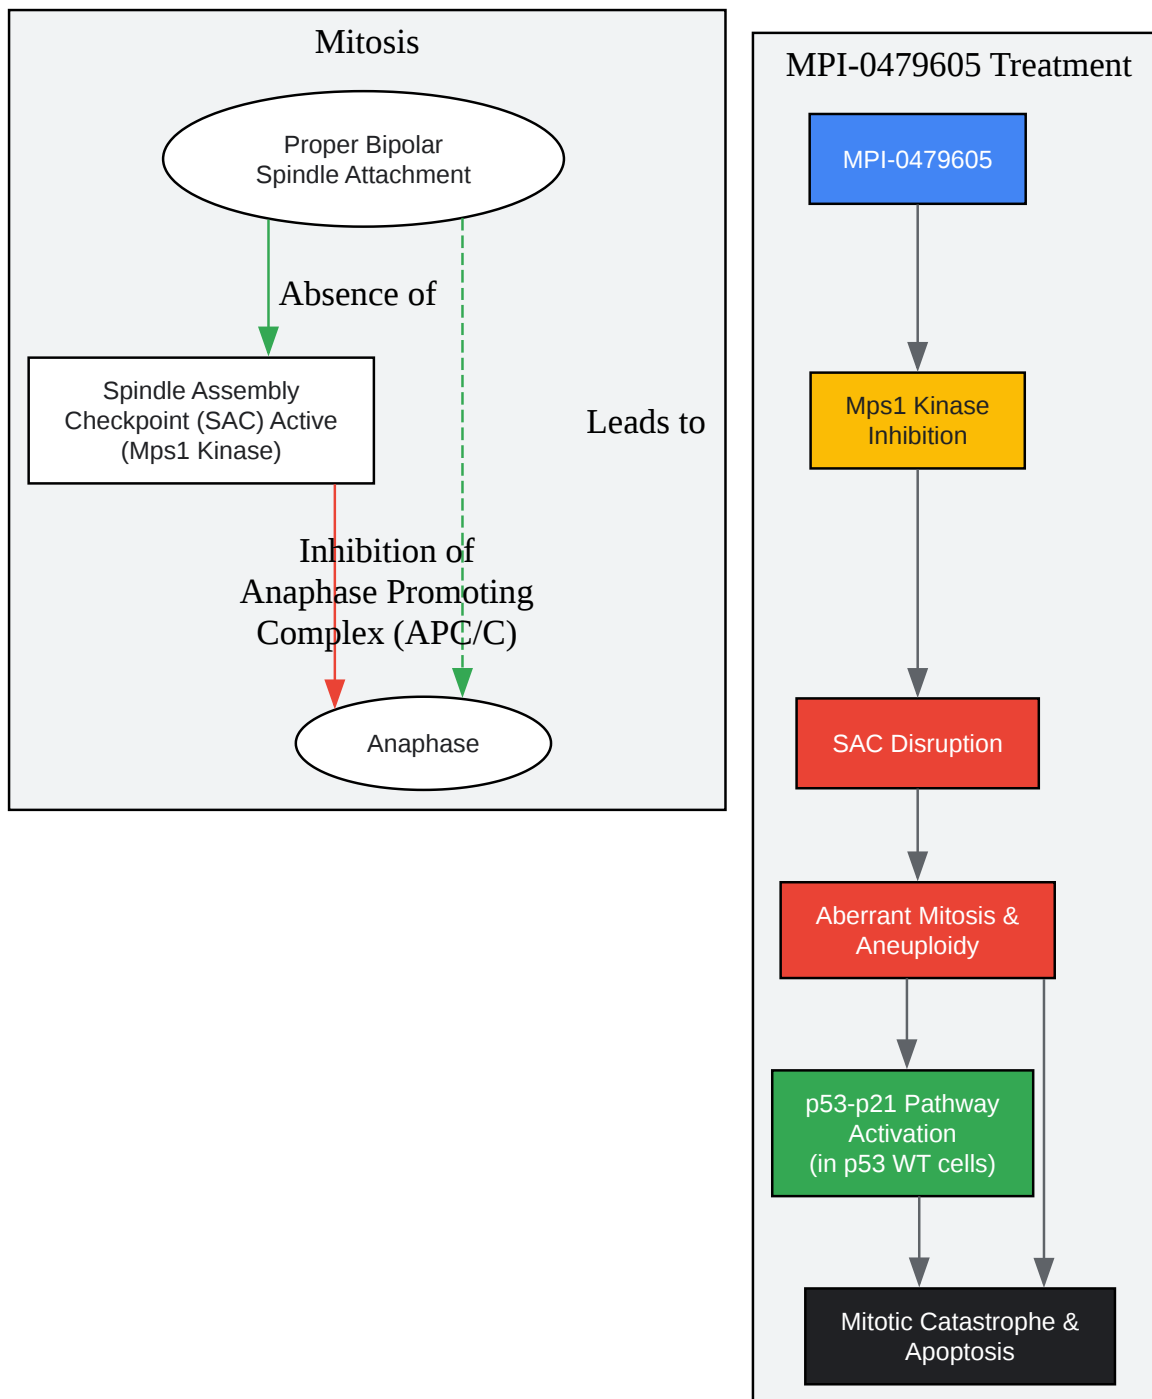 Mitosis
Proper Bipolar
Spindle Attachment
Absence of
Spindle Assembly
Checkpoint (SAC) Active
(Mps1 Kinase)
Leads to
Inhibition of
Anaphase Promoting
Complex (APC/C)
Anaphase
MPI-0479605 Treatment
MPI-0479605
Mps1 Kinase
Inhibition
SAC Disruption
Aberrant Mitosis &
Aneuploidy
p53-p21 Pathway
Activation
(in p53 WT cells)
Mitotic Catastrophe &
Apoptosis